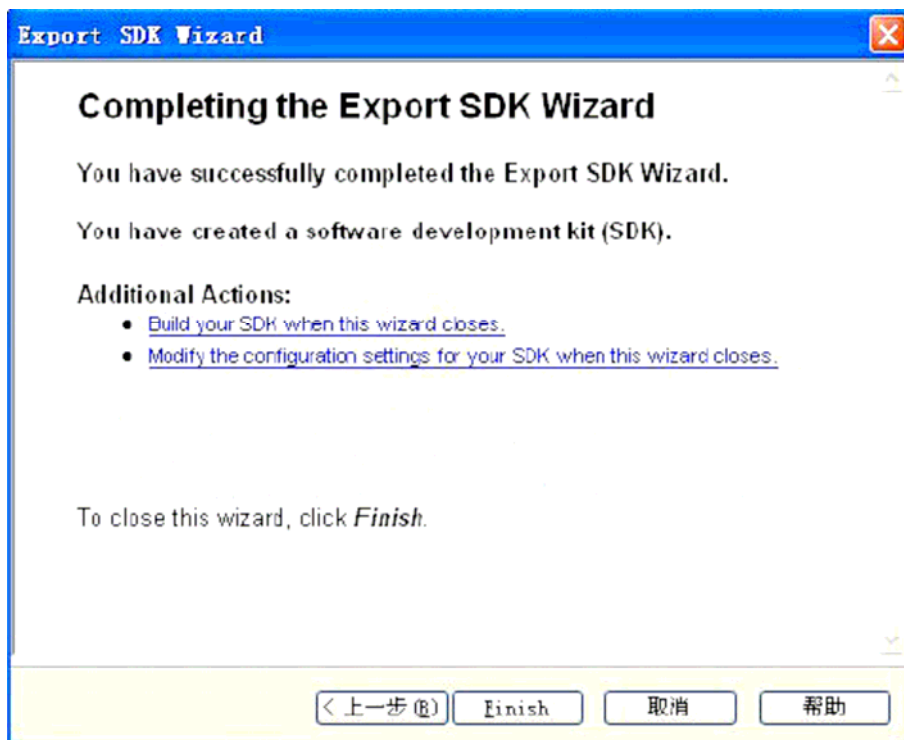 Export SDK Wizard
Completing the Export SDK Wizard
You have successfully completed the Export SDK Wizard.
You have created a software development kit (SDK).
Additional Actions:
• Build your SDK when this wizard closes.
• Modify the configuration settings for your SDK when this wizard closes.
To close this wizard, click Finish.
< 上一步(B) Finish 取消 帮助